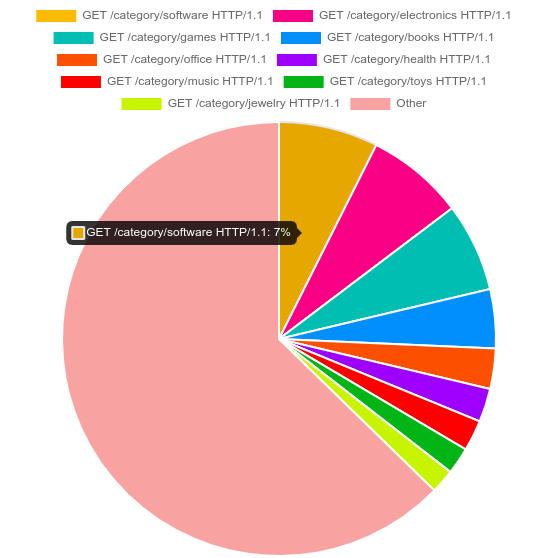 GET /category/software HTTP/1.1 GET /category/electronics HTTP/1.1
GET /category/games HTTP/1.1 GET /category/books HTTP/1.1
GET /category/office HTTP/1.1 GET /category/health HTTP/1.1
GET /category/music HTTP/1.1 GET /category/toys HTTP/1.1
GET /category/jewelry HTTP/1.1 Other
GET /category/software HTTP/1.1: 7%